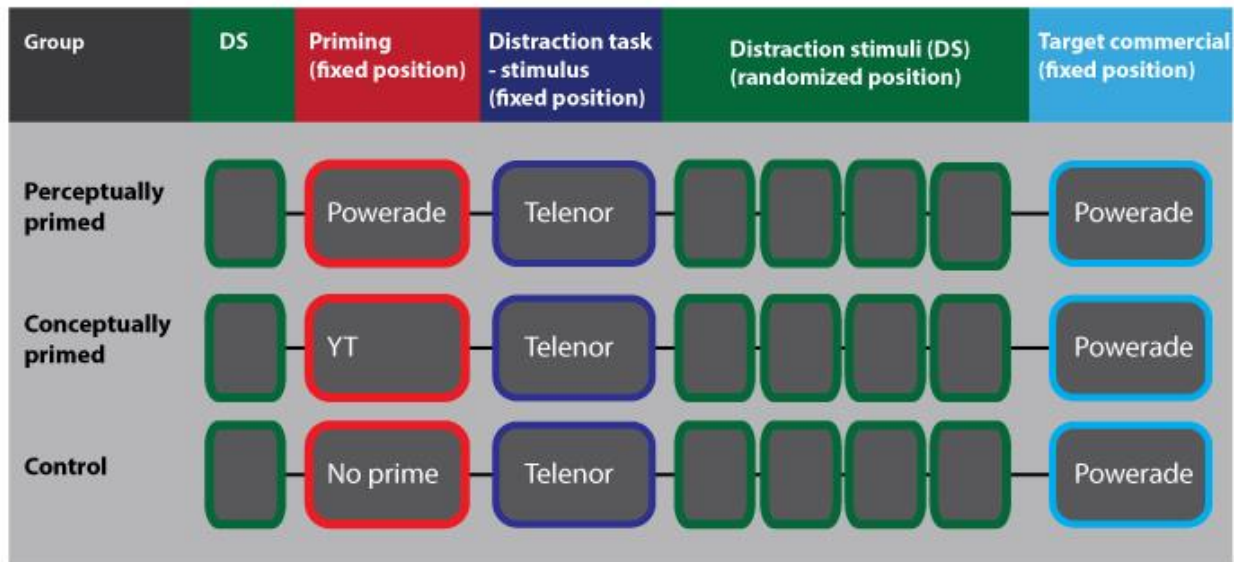 Group
DS
Priming
(fixed position)
Distraction task
- stimulus
(fixed position)
Distraction stimuli (DS)
(randomized position)
Target commercial
(fixed position)
Perceptually
primed
Powerade
Telenor
Powerade
Conceptually
primed
YT
Telenor
Powerade
Control
No prime
Telenor
Powerade